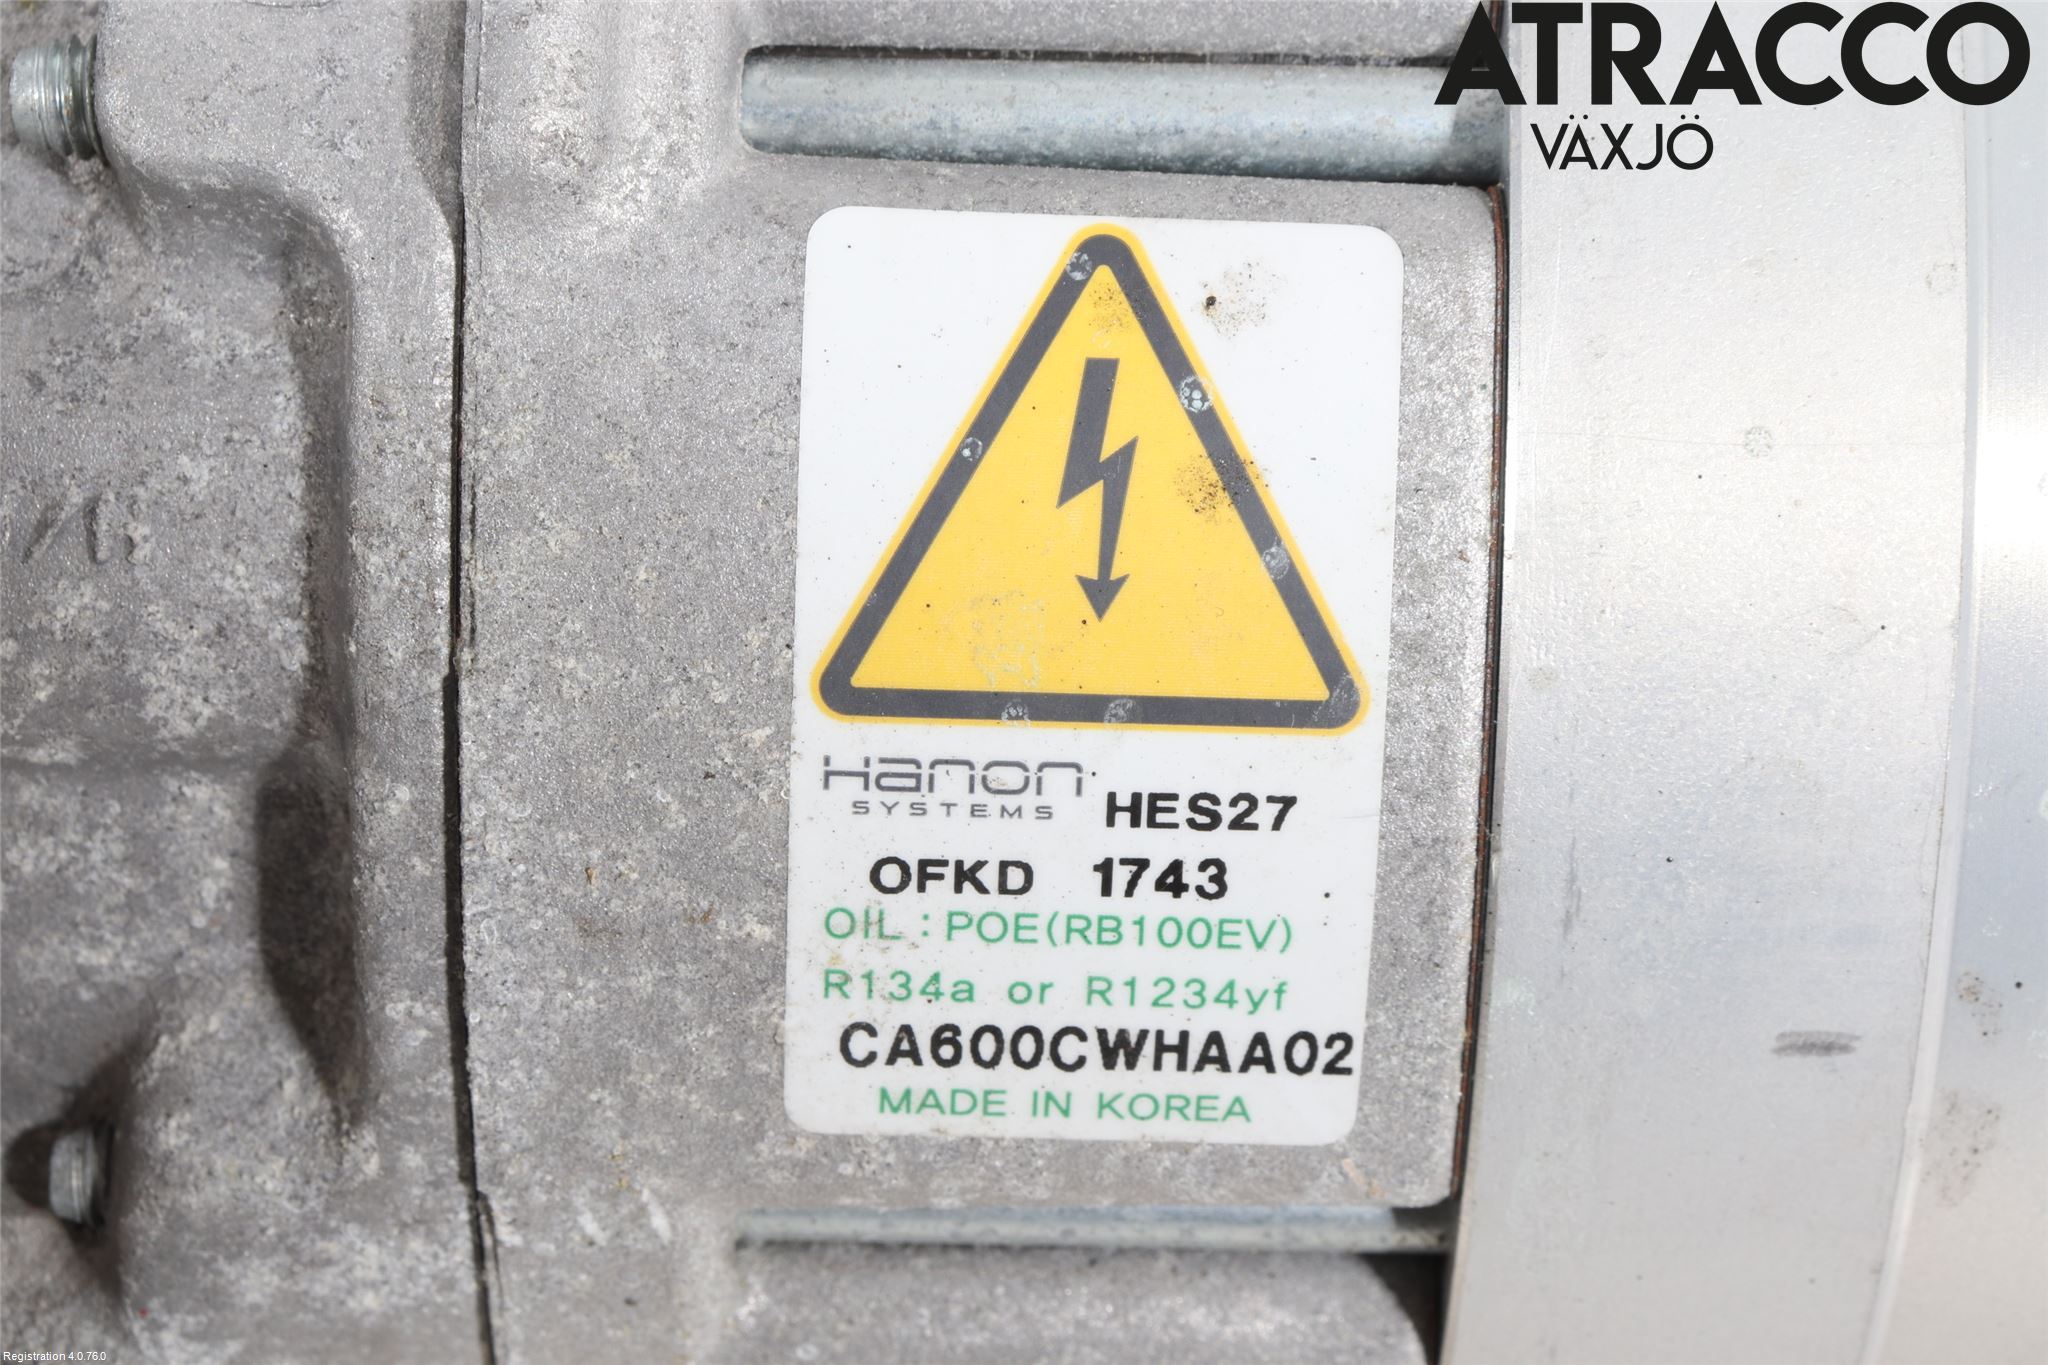 ATRACCO
VÄXJÖ
Hanon
SYSTEMS HES27
OFKD 1743
OIL : POE(RB100EV)
R134a or R1234yf
CA600CWHAA02
MADE IN KOREA
Registration 4.0.76.0